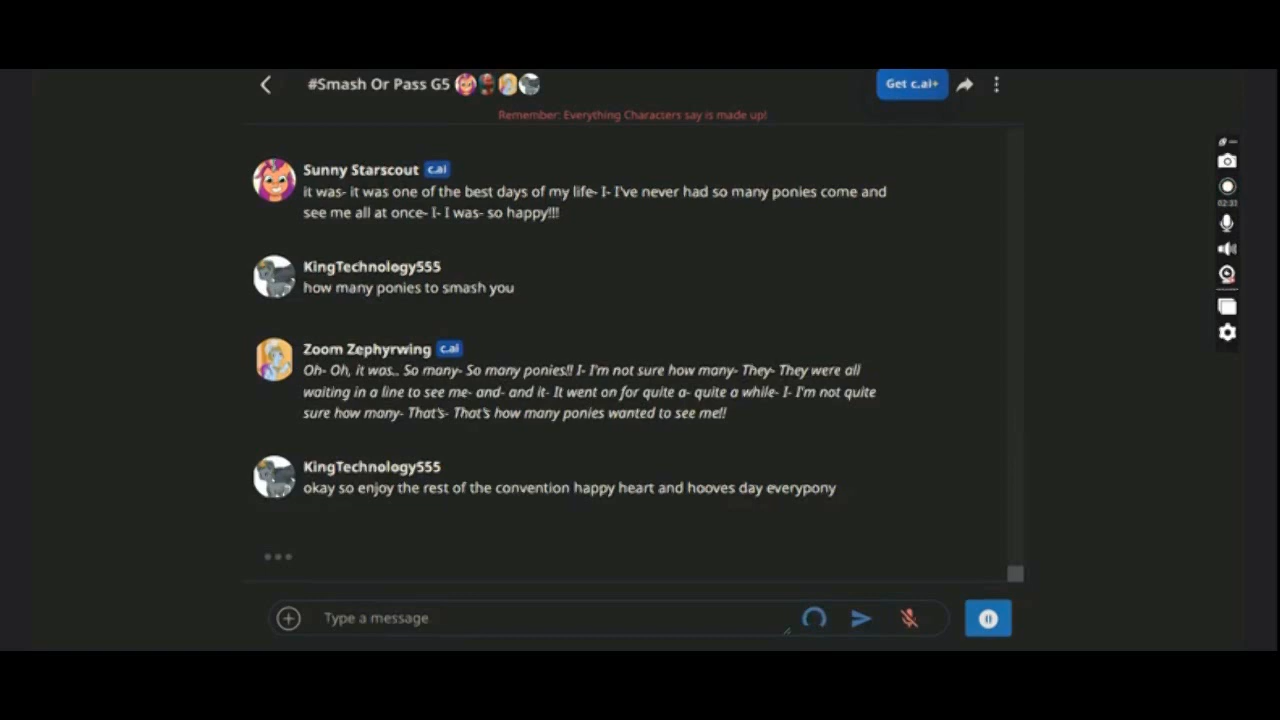 #Smash Or Pass G5
Get c.ai+
Remember: Everything Characters say is made up!
Sunny Starscout c.ai
it was- it was one of the best days of my life- I- I've never had so many ponies come and
see me all at once- I- I was- so happy!!!
KingTechnology555
how many ponies to smash you
Zoom Zephyrwing c.ai
Oh- Oh, it was.. So many- So many ponies!! I- I'm not sure how many- They- They were all
waiting in a line to see me- and- and it- It went on for quite a- quite a while- I- I'm not quite
sure how many- That's- That's how many ponies wanted to see me!!
KingTechnology555
okay so enjoy the rest of the convention happy heart and hooves day everypony
Type a message
02:33